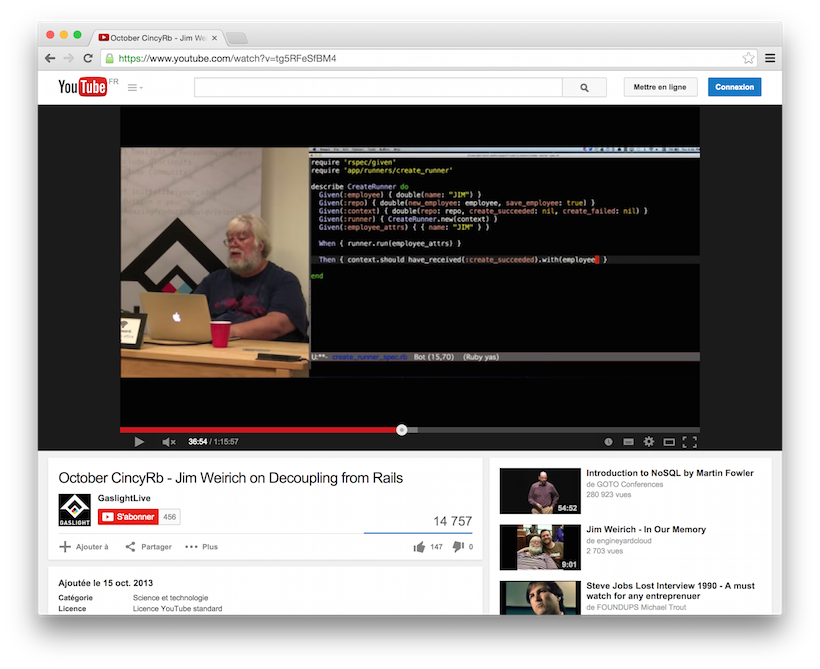 October CincyRb - Jim We
https://www.youtube.com/watch?v=tg5RFeSfBM4
YouTube FR
Mettre en ligne
Connexion
require 'rspec/given'
require 'app/runners/create_runner'
describe CreateRunner do
Given(:employee) { double(name: "JIM") }
Given(:repo) { double(new_employee: employee, save_employee: true) }
Given(:context) { double(repo: repo, create_succeeded: nil, create_failed: nil) }
Given(:runner) { CreateRunner.new(context) }
Given(:employee_attrs) { { name: "JIM" } }
When { runner.run(employee_attrs) }
Then { context.should have_received(:create_succeeded).with(employee }
end
U:**- create_runner_spec.rb Bot (15,70) (Ruby yas)
36:54 / 1:15:57
October CincyRb - Jim Weirich on Decoupling from Rails
GASLIGHT
GaslightLive
S'abonner 456
14 757
Ajouter à Partager Plus
147 0
Ajoutée le 15 oct. 2013
Catégorie Science et technologie
Licence Licence YouTube standard
54:52
Introduction to NoSQL by Martin Fowler
de GOTO Conferences
280 923 vues
9:01
Jim Weirich - In Our Memory
de engineyardcloud
2 703 vues
Steve Jobs Lost Interview 1990 - A must
watch for any entreprenuer
de FOUNDUPS Michael Trout